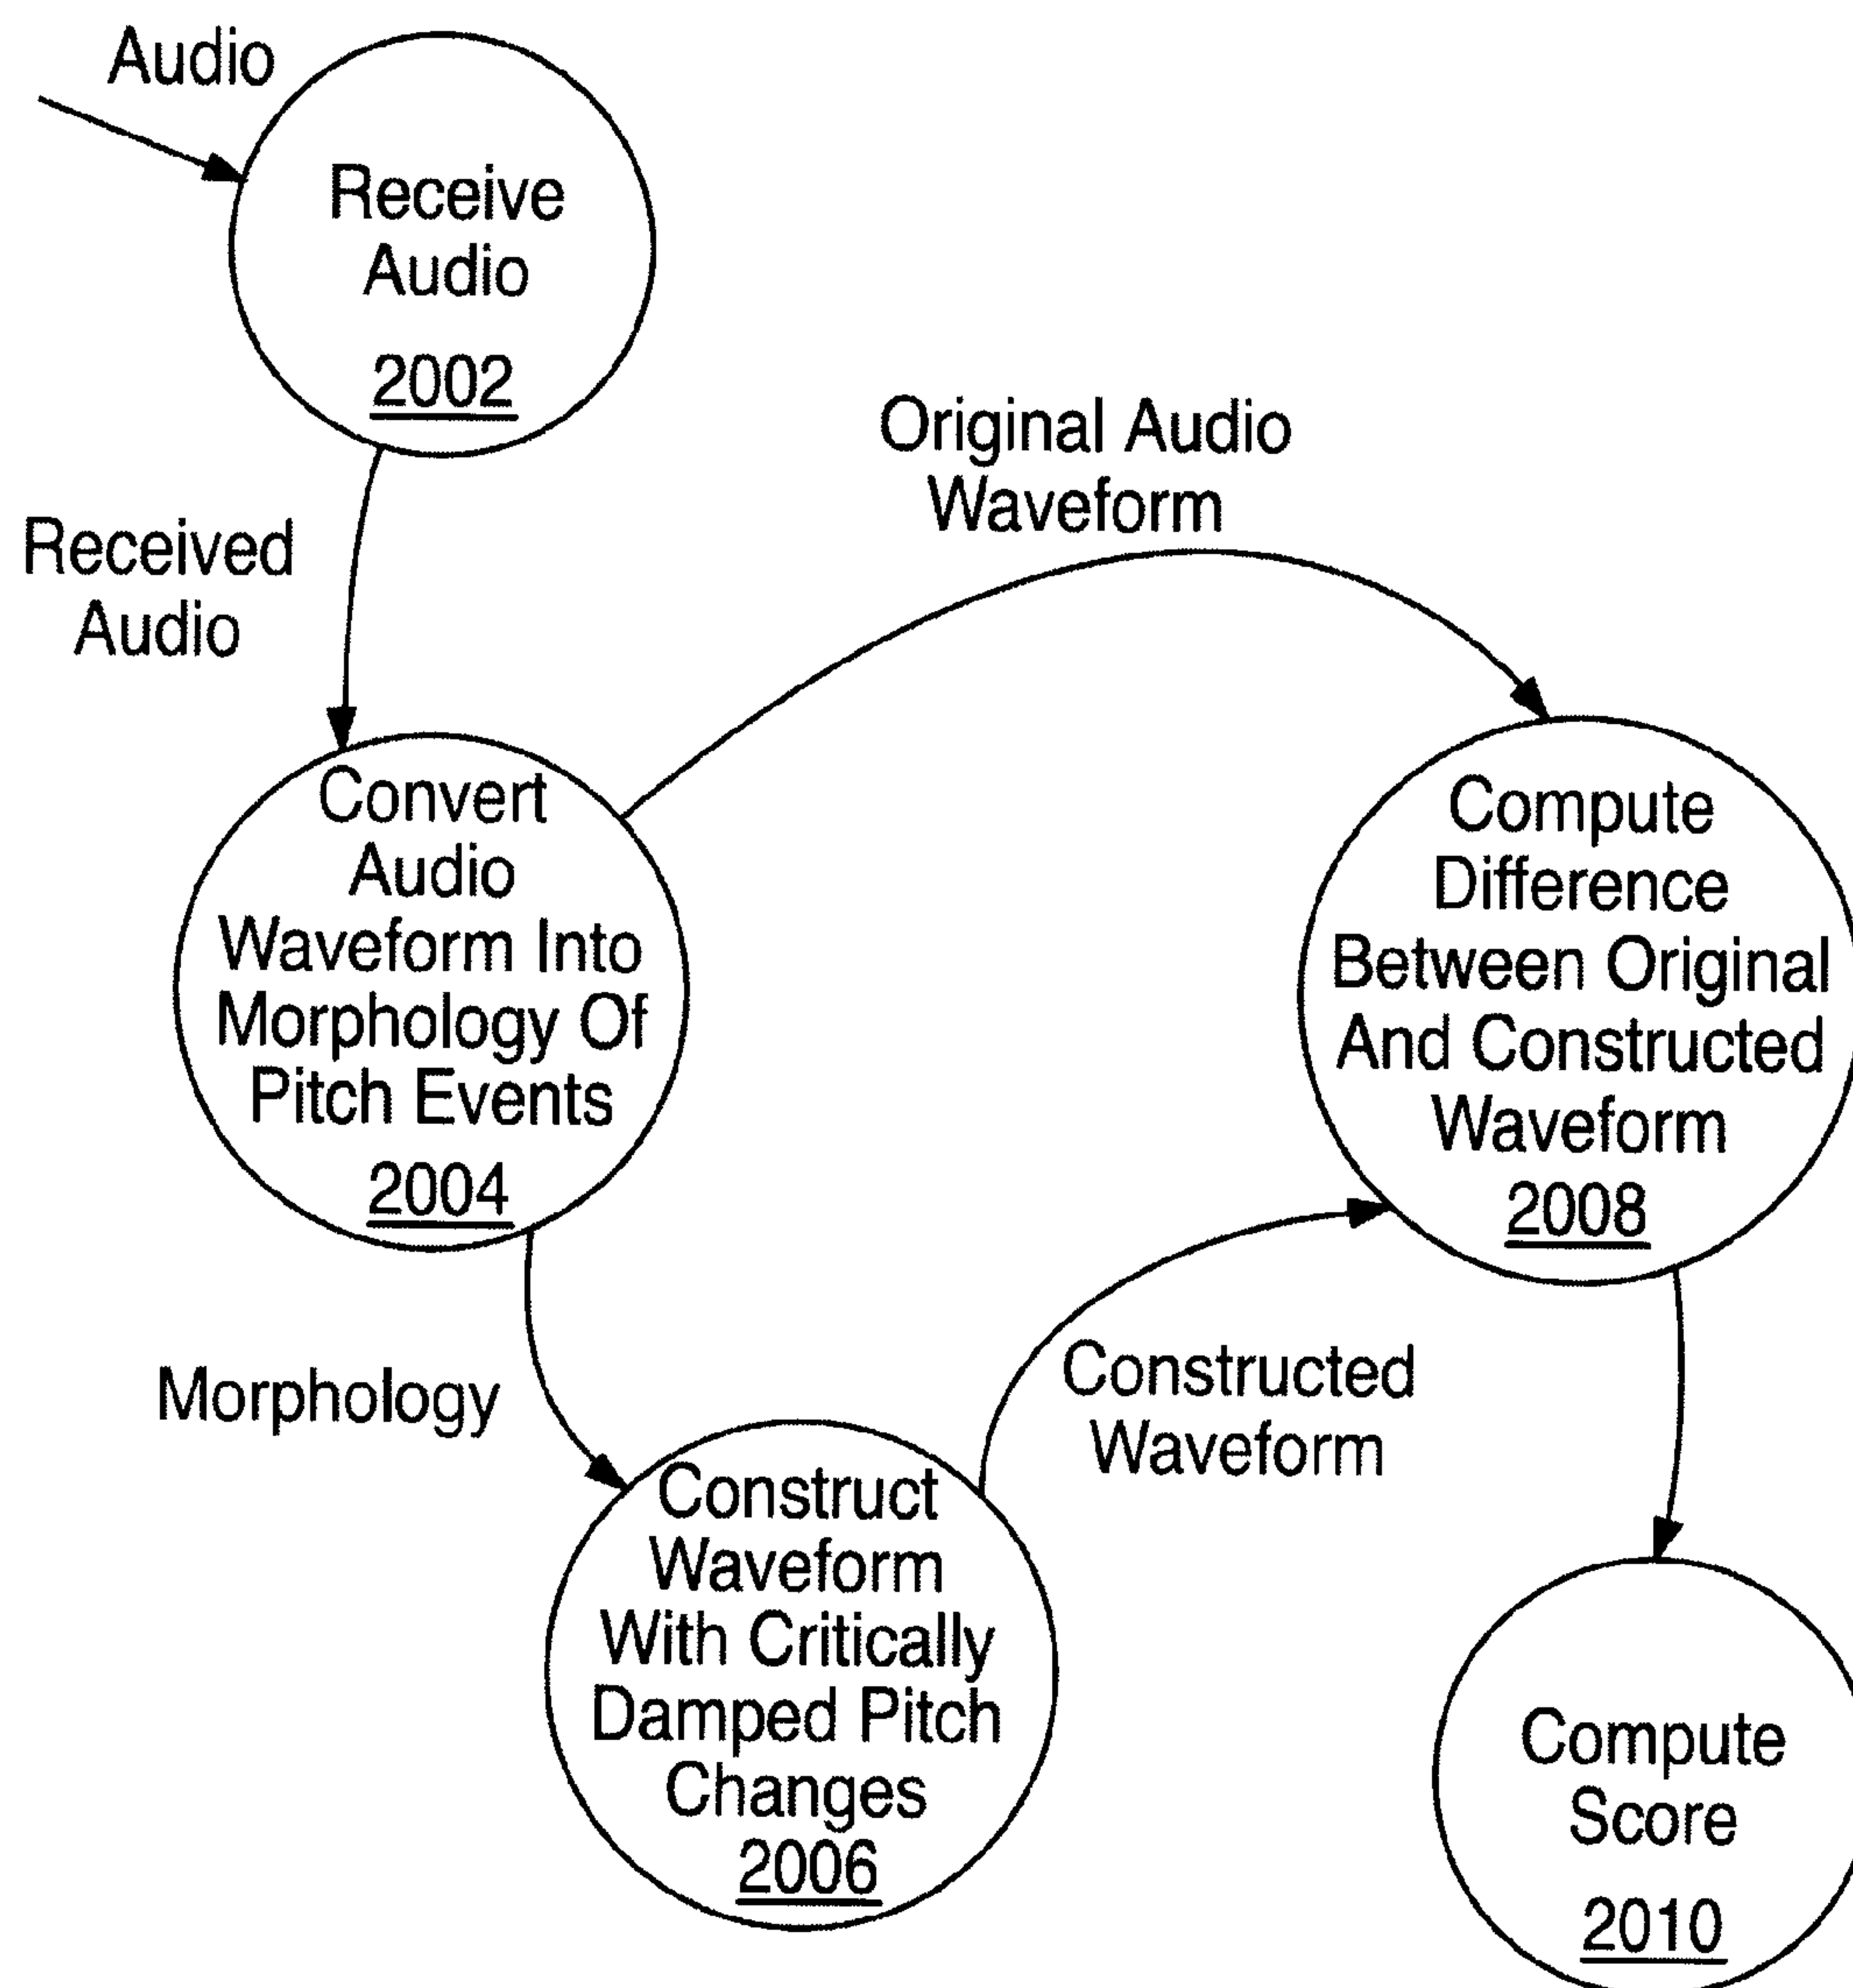 Audio
Receive
Audio
2002
Received
Audio
Original Audio
Waveform
Convert
Audio
Waveform Into
Morphology Of
Pitch Events
2004
Compute
Difference
Between Original
And Constructed
Waveform
2008
Morphology
Constructed
Waveform
Construct
Waveform
With Critically
Damped Pitch
Changes
2006
Compute
Score
2010